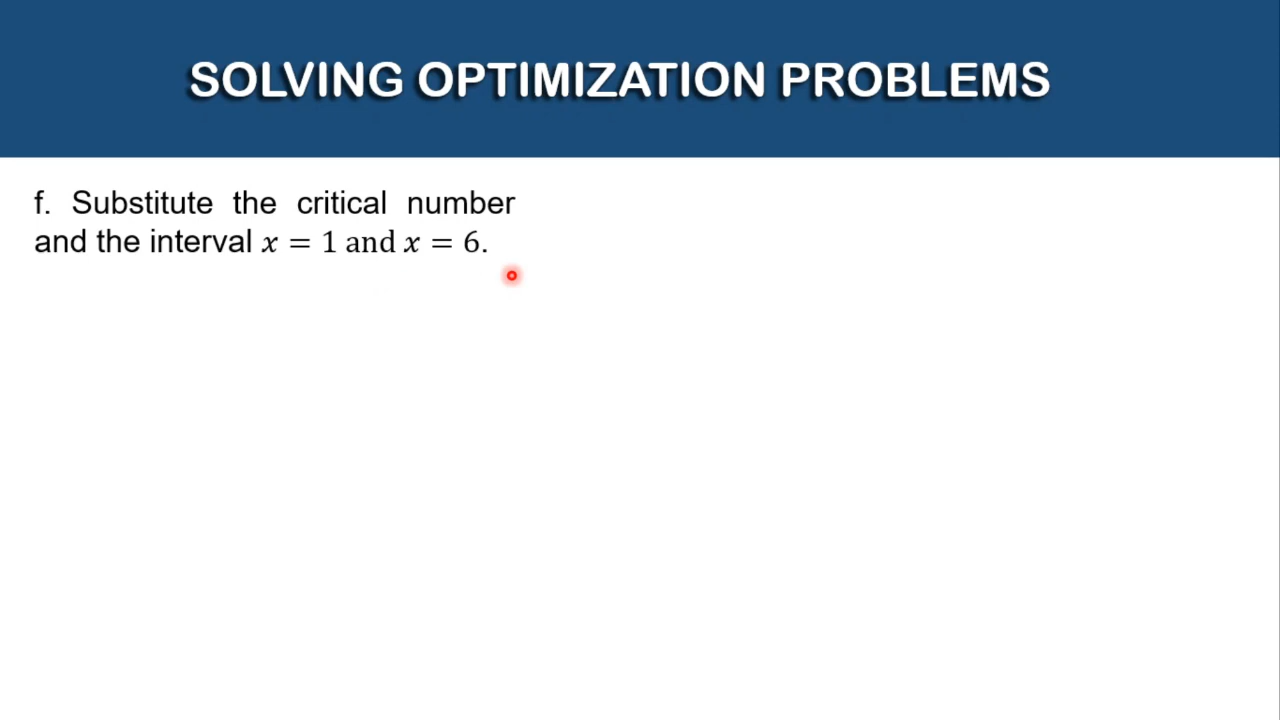 SOLVING OPTIMIZATION PROBLEMS
f. Substitute the critical number
and the interval 𝑥 = 1 and 𝑥 = 6.